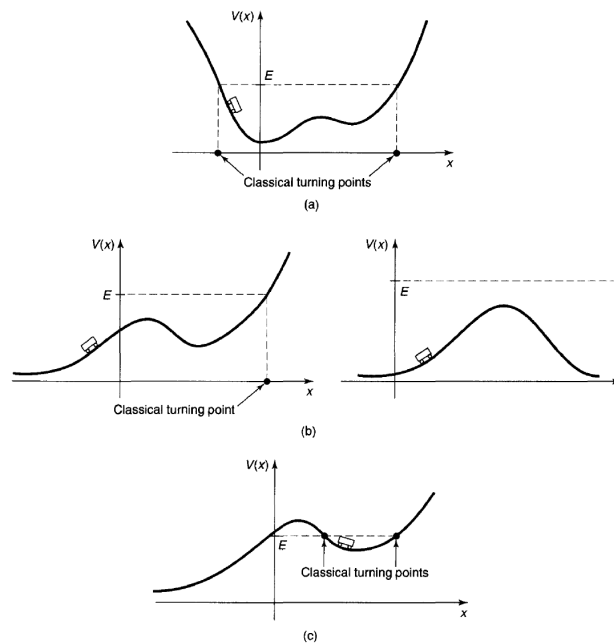 V(x)
E
x
Classical turning points
(a)
V(x)
E
x
Classical turning point
V(x)
E
(b)
V(x)
E
Classical turning points
x
(c)